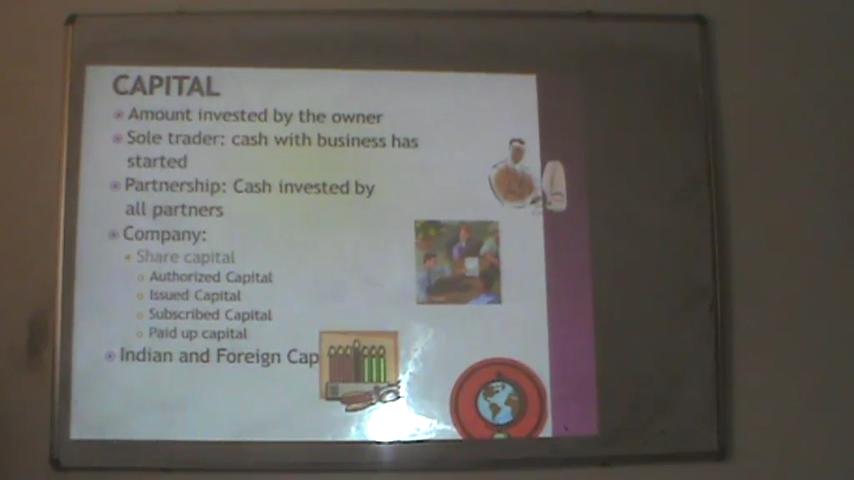 CAPITAL
Amount invested by the owner
Sole trader: cash with business has
started
Partnership: Cash invested by
all partners
Company:
Share capital
Authorized Capital
Issued Capital
Subscribed Capital
Paid up capital
Indian and Foreign Cap